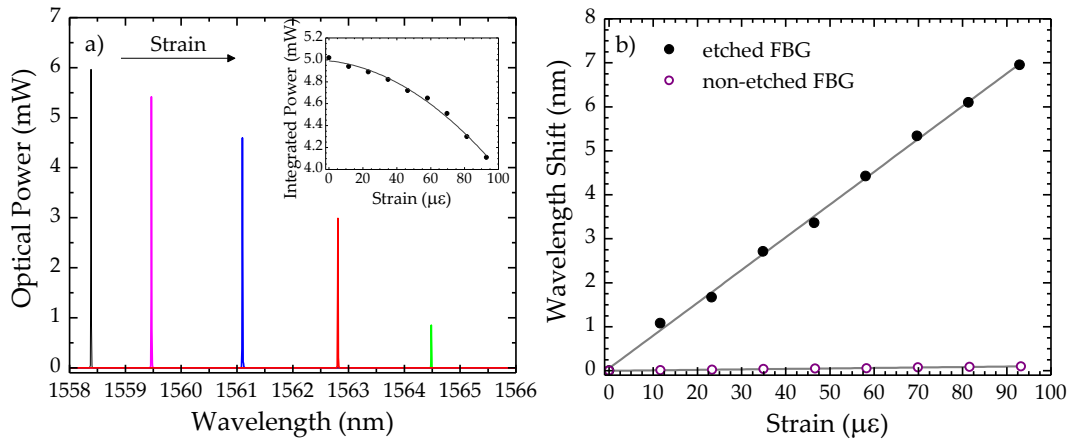 a)
Strain
Optical Power (mW)
7
6
5
4
3
2
1
0
1558 1559 1560 1561 1562 1563 1564 1565 1566
Wavelength (nm)
Integrated Power (mW)
5.2
5.0
4.8
4.6
4.4
4.2
4.0
0 20 40 60 80 100
Strain (με)
b)
etched FBG
non-etched FBG
Wavelength Shift (nm)
8
7
6
5
4
3
2
1
0
0 10 20 30 40 50 60 70 80 90 100
Strain (με)